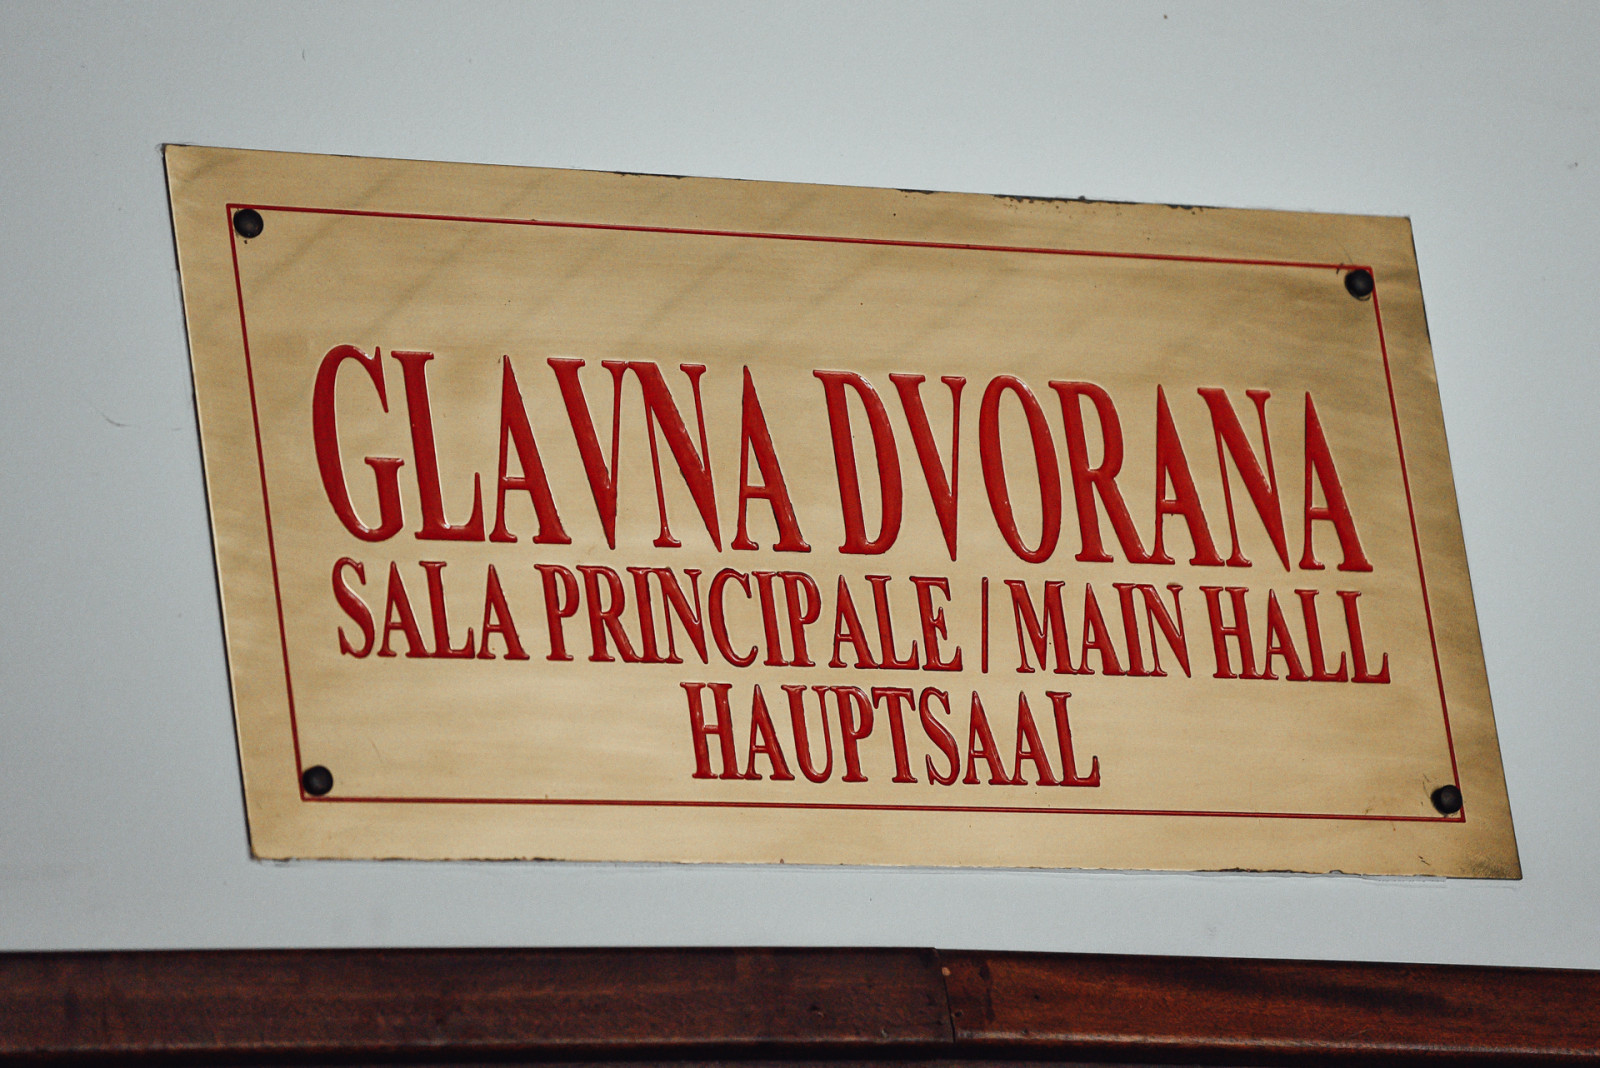 GLAVNA DVORANA
SALA PRINCIPALE | MAIN HALL
HAUPTSAAL